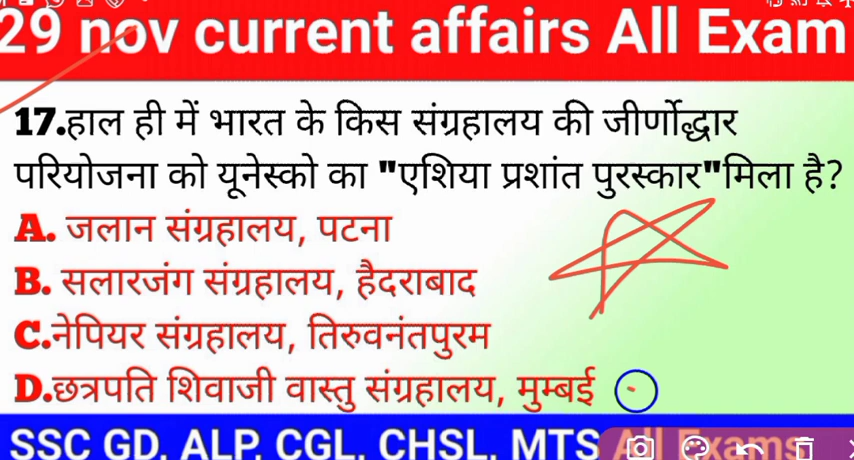 29 nov current affairs All Exam
17.हाल ही में भारत के किस संग्रहालय की जीर्णोद्धार
परियोजना को यूनेस्को का "एशिया प्रशांत पुरस्कार"मिला है?
A. जलान संग्रहालय, पटना
B. सलारजंग संग्रहालय, हैदराबाद
C.नेपियर संग्रहालय, तिरुवनंतपुरम
D.छत्रपति शिवाजी वास्तु संग्रहालय, मुम्बई
SSC GD, ALP, CGL, CHSL, MTS All Exams